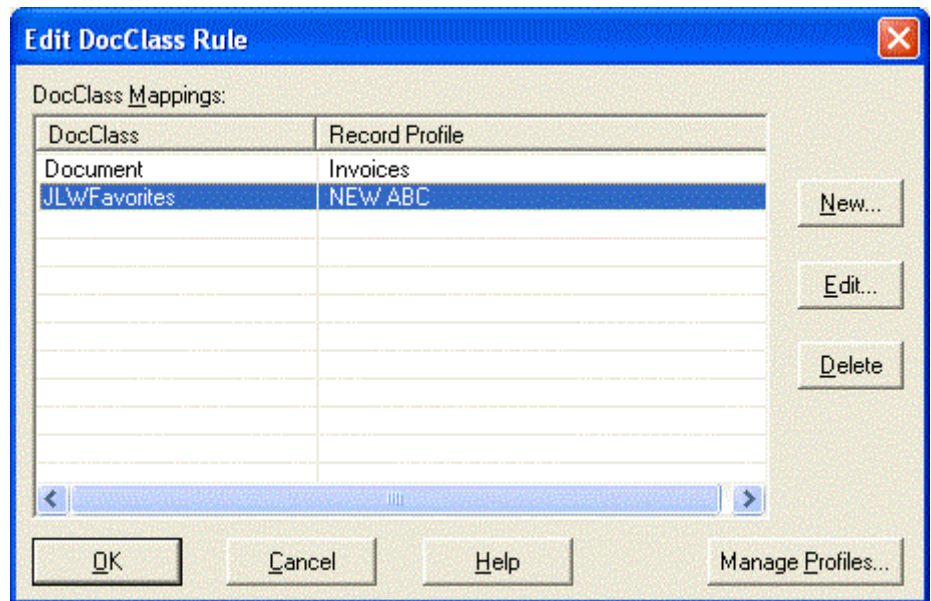 Edit DocClass Rule
DocClass Mappings:
DocClass Record Profile
Document Invoices
JLWFavorites NEW ABC
New...
Edit...
Delete
OK Cancel Help Manage Profiles...